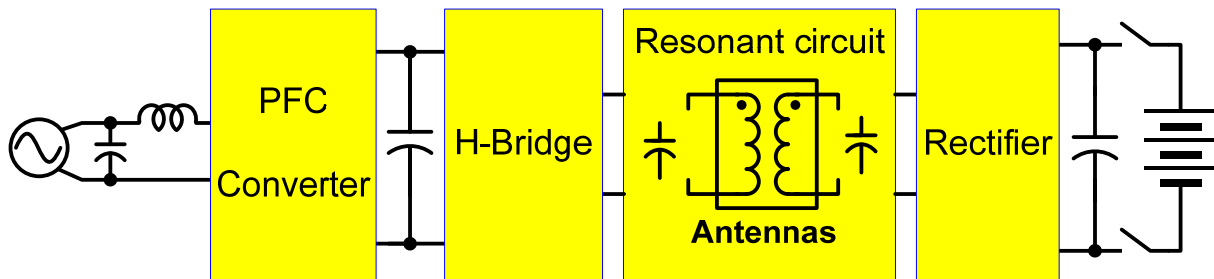 PFC
Converter
H-Bridge
Resonant circuit
Antennas
Rectifier